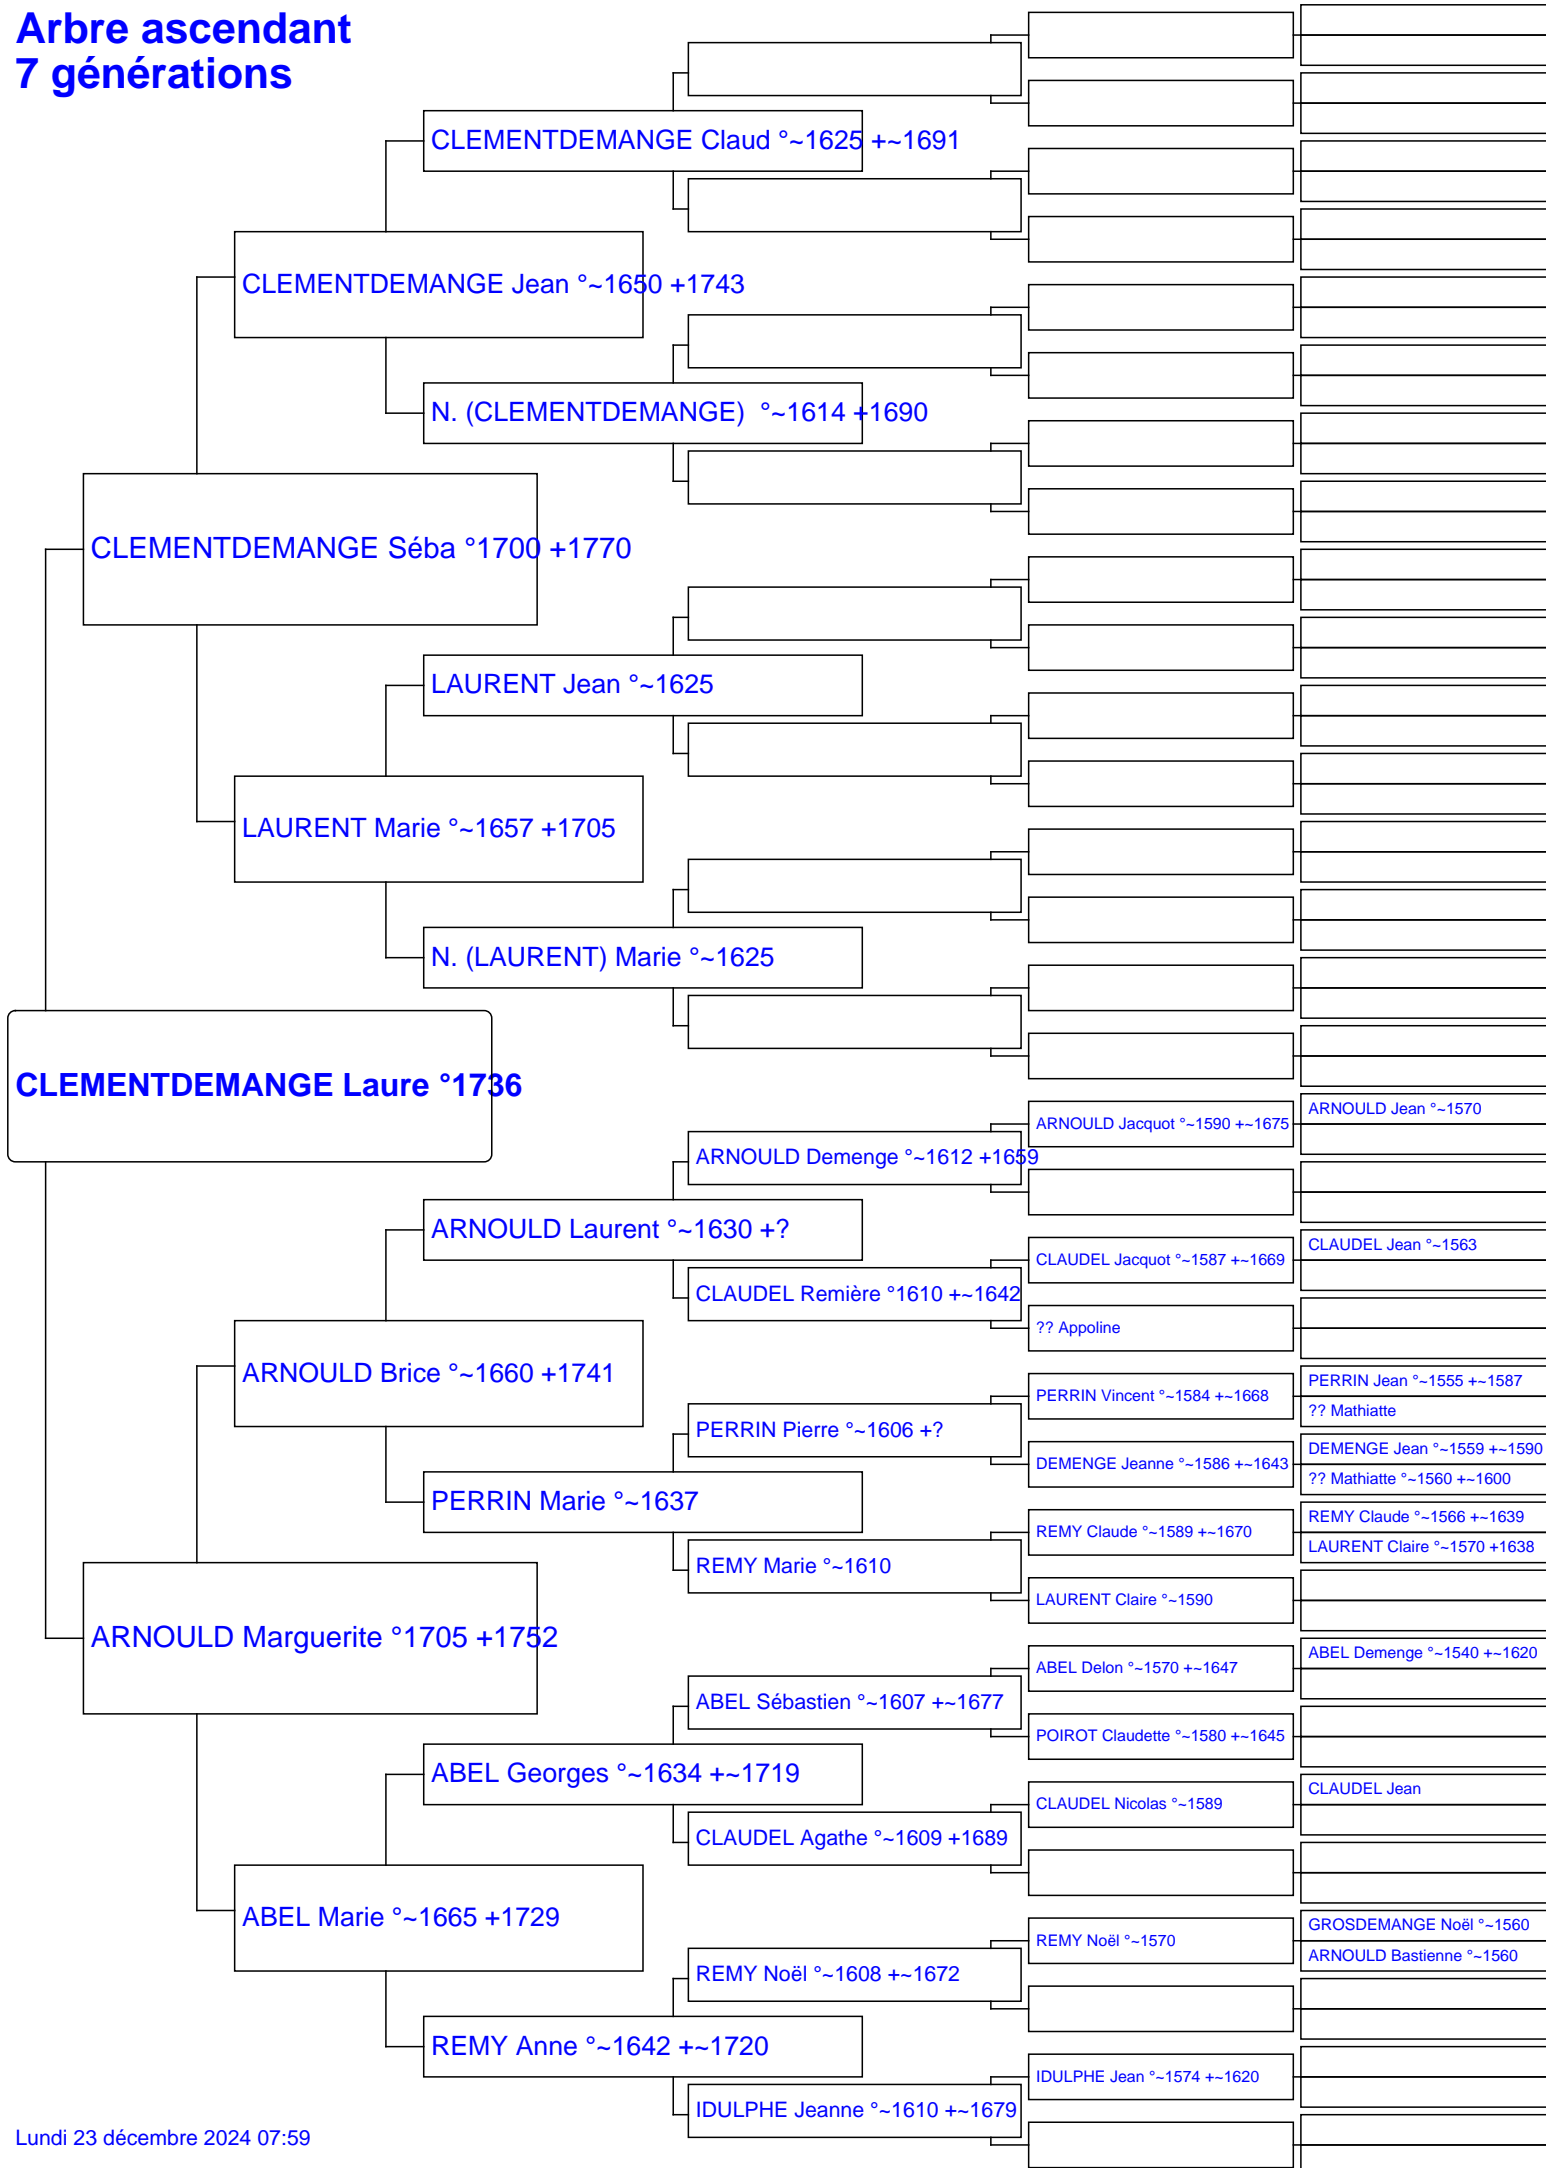 Arbre ascendant
7 générations
CLEMENTDEMANGE Claud °~1625 +~1691
CLEMENTDEMANGE Jean °~1650 +1743
N. (CLEMENTDEMANGE)  °~1614 +1690
CLEMENTDEMANGE Séba °1700 +1770
LAURENT Jean °~1625
LAURENT Marie °~1657 +1705
N. (LAURENT) Marie °~1625
CLEMENTDEMANGE Laure °1736
ARNOULD Jean °~1570
ARNOULD Jacquot °~1590 +~1675
ARNOULD Demenge °~1612 +1659
ARNOULD Laurent °~1630 +?
CLAUDEL Jean °~1563
CLAUDEL Jacquot °~1587 +~1669
CLAUDEL Remière °1610 +~1642
?? Appoline
ARNOULD Brice °~1660 +1741
PERRIN Jean °~1555 +~1587
PERRIN Vincent °~1584 +~1668
?? Mathiatte
PERRIN Pierre °~1606 +?
DEMENGE Jean °~1559 +~1590
DEMENGE Jeanne °~1586 +~1643
?? Mathiatte °~1560 +~1600
PERRIN Marie °~1637
REMY Claude °~1566 +~1639
REMY Claude °~1589 +~1670
LAURENT Claire °~1570 +1638
REMY Marie °~1610
LAURENT Claire °~1590
ARNOULD Marguerite °1705 +1752
ABEL Demenge °~1540 +~1620
ABEL Delon °~1570 +~1647
ABEL Sébastien °~1607 +~1677
POIROT Claudette °~1580 +~1645
ABEL Georges °~1634 +~1719
CLAUDEL Jean
CLAUDEL Nicolas °~1589
CLAUDEL Agathe °~1609 +1689
ABEL Marie °~1665 +1729
GROSDEMANGE Noël °~1560
REMY Noël °~1570
ARNOULD Bastienne °~1560
REMY Noël °~1608 +~1672
REMY Anne °~1642 +~1720
IDULPHE Jean °~1574 +~1620
IDULPHE Jeanne °~1610 +~1679
Lundi 23 décembre 2024 07:59